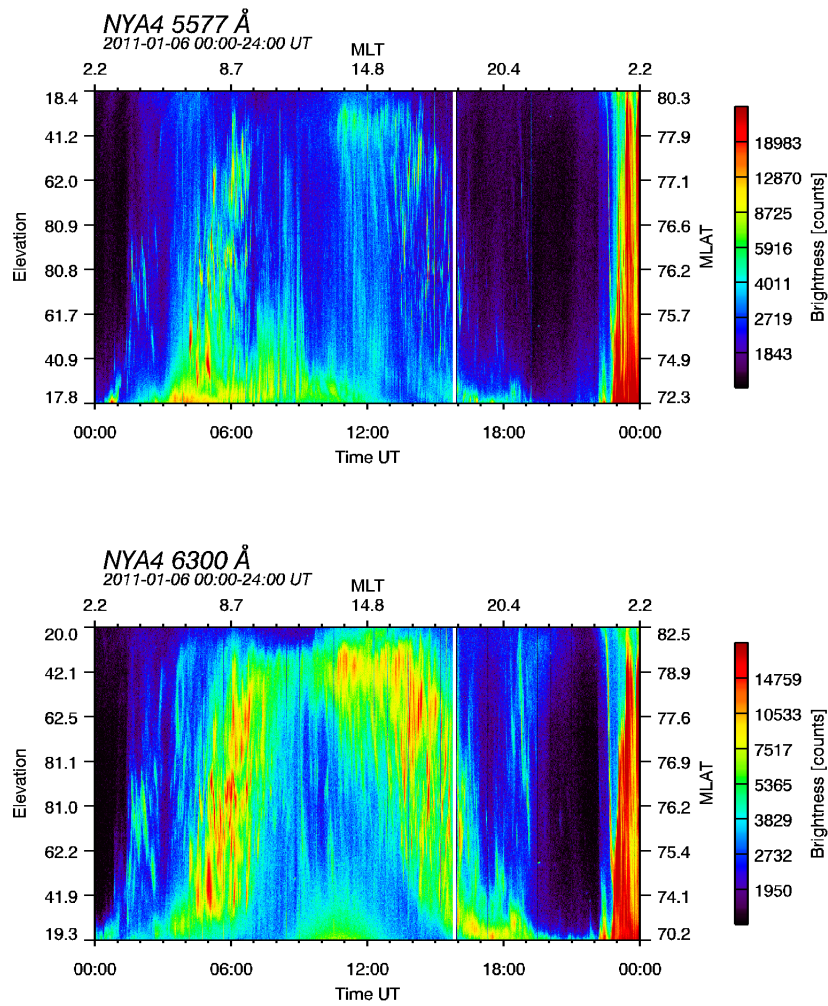 NYA4 5577 Å
2011-01-06 00:00-24:00 UT
MLT
2.2 8.7 14.8 20.4 2.2
18.4 80.3
41.2 77.9
62.0 77.1
80.9 76.6
80.8 76.2
61.7 75.7
40.9 74.9
17.8 72.3
Elevation
MLAT
18983
12870
8725
5916
4011
2719
1843
Brightness [counts]
00:00 06:00 12:00 18:00 00:00
Time UT
NYA4 6300 Å
2011-01-06 00:00-24:00 UT
MLT
2.2 8.7 14.8 20.4 2.2
20.0 82.5
42.1 78.9
62.5 77.6
81.1 76.9
81.0 76.2
62.2 75.4
41.9 74.1
19.3 70.2
Elevation
MLAT
14759
10533
7517
5365
3829
2732
1950
Brightness [counts]
00:00 06:00 12:00 18:00 00:00
Time UT